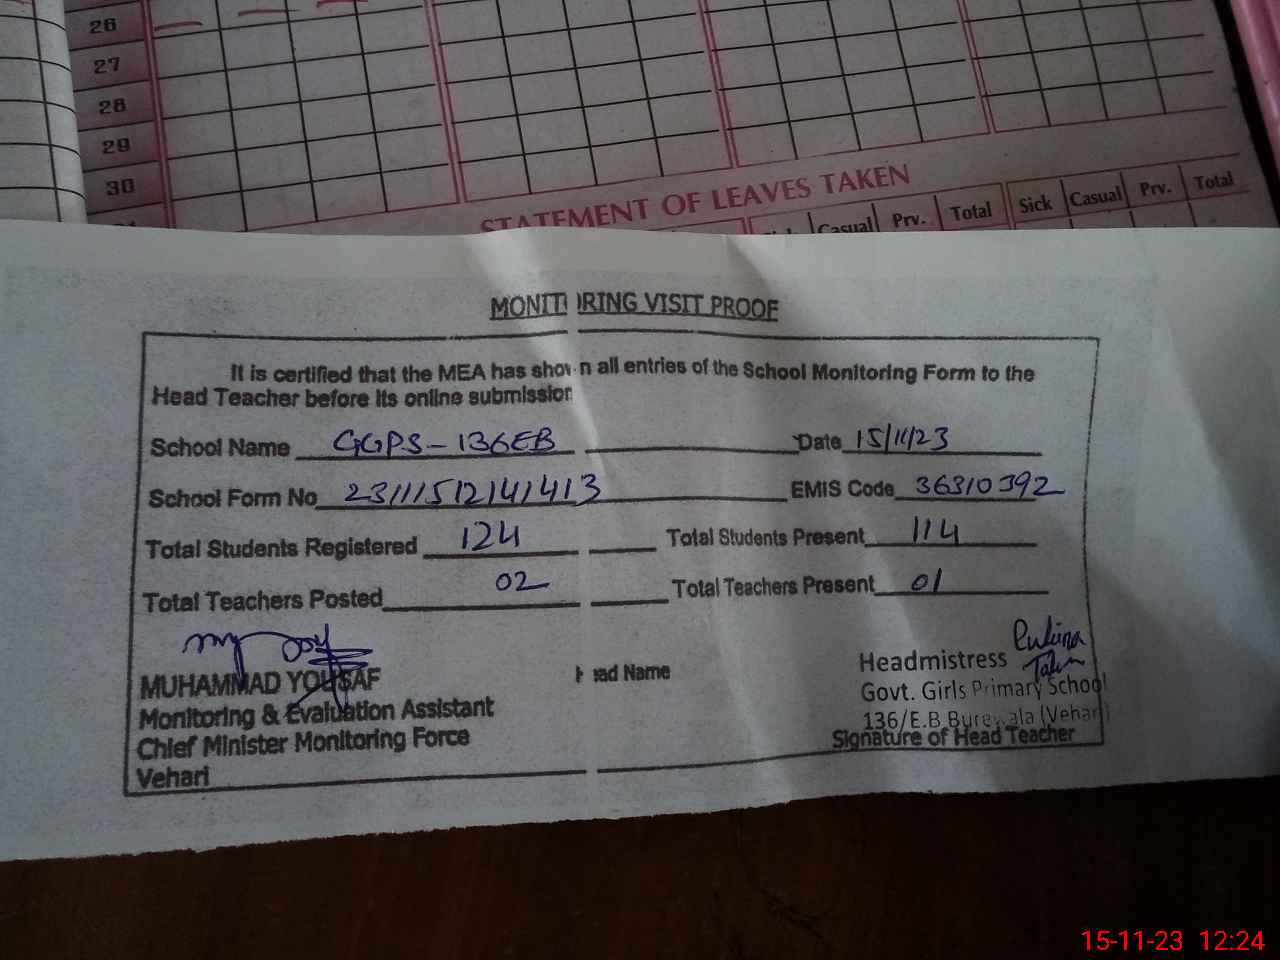 26
27
28
29
30
STATEMENT OF LEAVES TAKEN
Casual Prv. Total Sick Casual Prv. Total
MONITORING VISIT PROOF
It is certified that the MEA has shown all entries of the School Monitoring Form to the
Head Teacher before its online submission
School Name GGPS-136EB Date 15/11/23
School Form No 23111512141413 EMIS Code 36310392
Total Students Registered 124 Total Students Present 114
Total Teachers Posted 02 Total Teachers Present 01
MUHAMMAD YOUSAF
Monitoring & Evaluation Assistant
Chief Minister Monitoring Force
Vehari
Head Name
Headmistress
Govt. Girls Primary School
136/E.B Burewala (Vehari)
Signature of Head Teacher
15-11-23 12:24